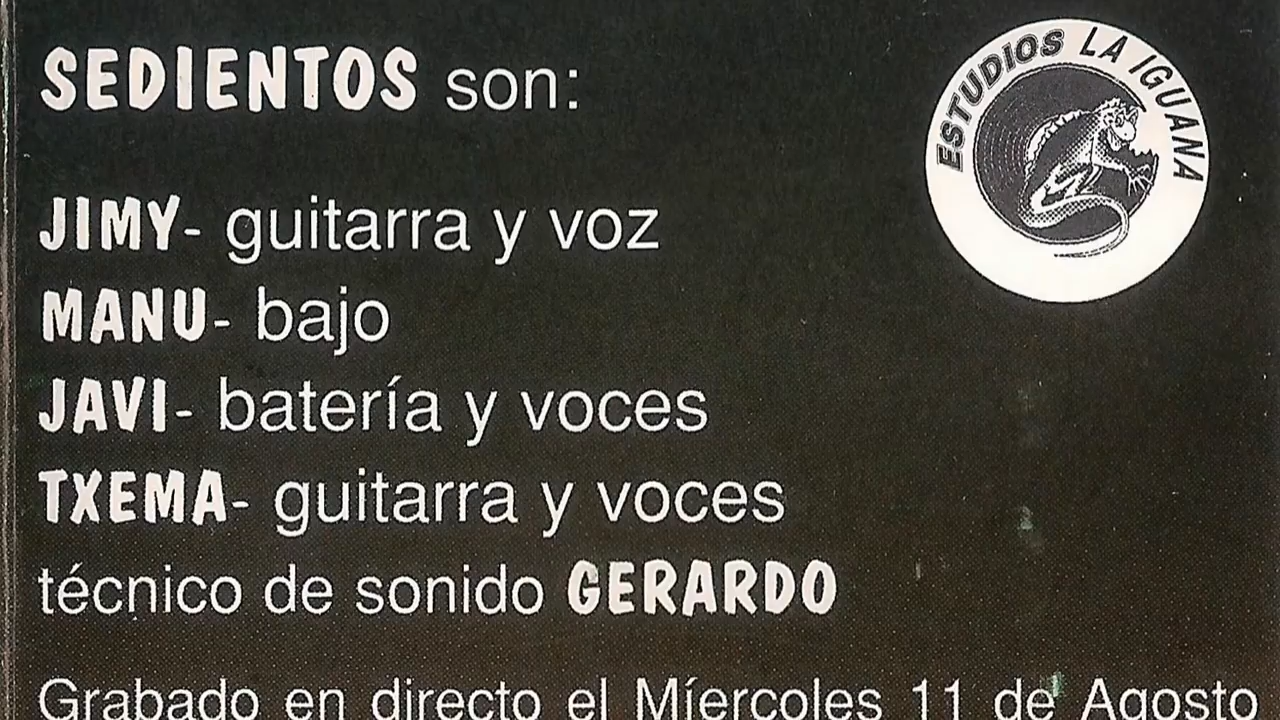 SEDIENTOS son:
ESTUDIOS LA IGUANA
JIMY- guitarra y voz
MANU- bajo
JAVI- batería y voces
TXEMA- guitarra y voces
técnico de sonido GERARDO
Grabado en directo el Míercoles 11 de Agosto